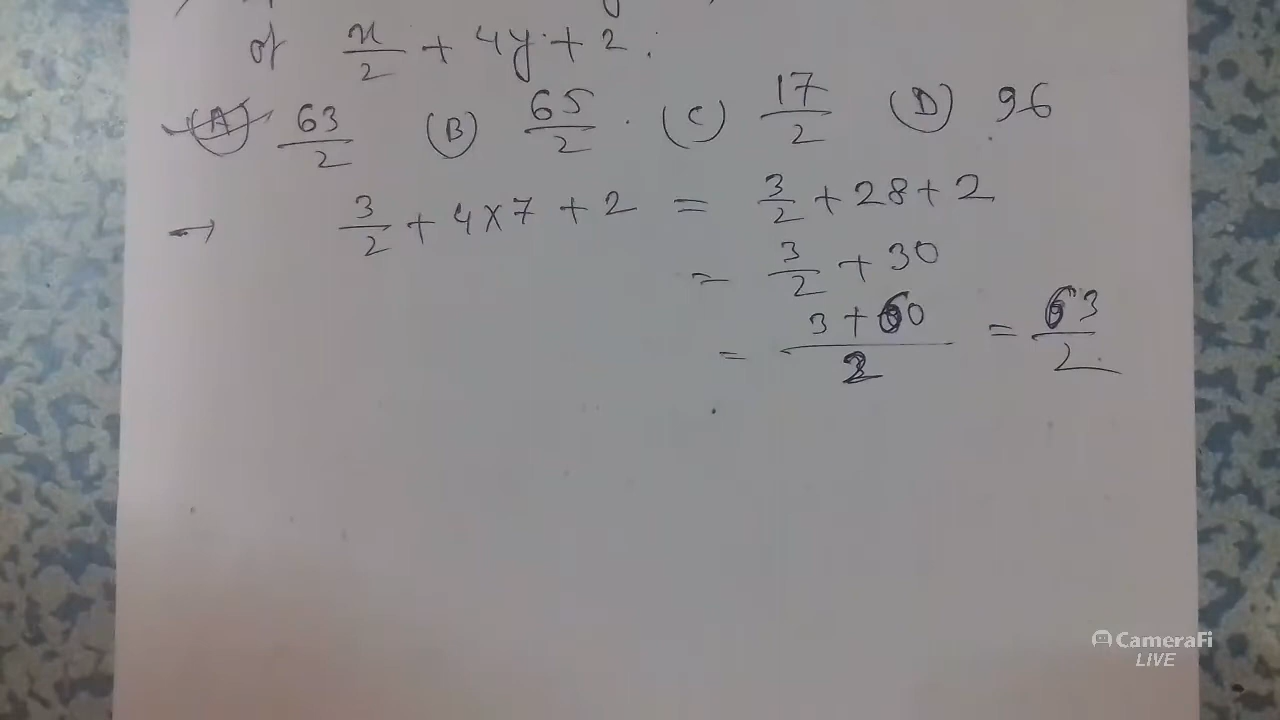 of x/2 + 4y + 2 :
(A) 63/2 (B) 65/2 . (C) 17/2 (D) 96
→ 3/2 + 4×7 + 2 = 3/2 + 28 + 2
= 3/2 + 30
= 3 + 60/2 = 63/2
CameraFi
LIVE